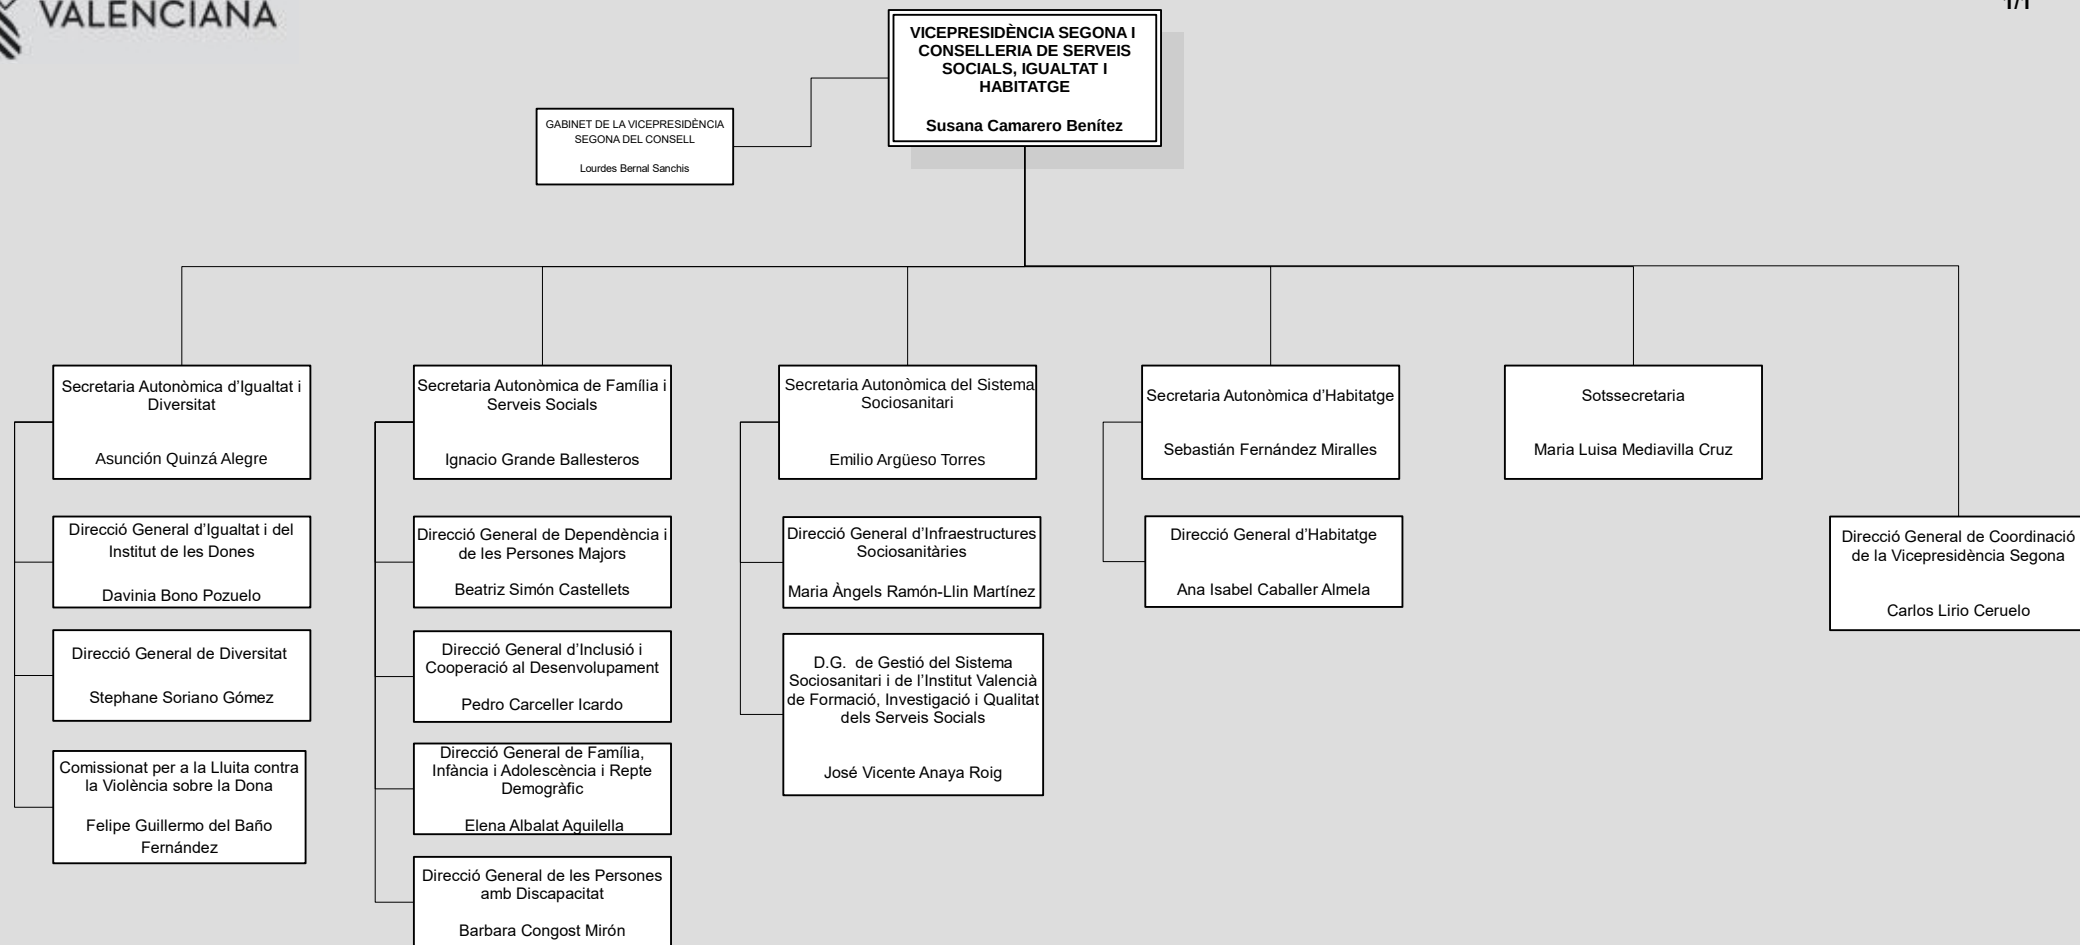 VALENCIANA
1/1
VICEPRESIDÈNCIA SEGONA I
CONSELLERIA DE SERVEIS
SOCIALS, IGUALTAT I
HABITATGE
Susana Camarero Benítez
GABINET DE LA VICEPRESIDÈNCIA
SEGONA DEL CONSELL
Lourdes Bernal Sanchis
Secretaria Autonòmica d’Igualtat i
Diversitat
Asunción Quinzá Alegre
Direcció General d’Igualtat i del
Institut de les Dones
Davinia Bono Pozuelo
Direcció General de Diversitat
Stephane Soriano Gómez
Comissionat per a la Lluita contra
la Violència sobre la Dona
Felipe Guillermo del Baño
Fernández
Secretaria Autonòmica de Família i
Serveis Socials
Ignacio Grande Ballesteros
Direcció General de Dependència i
de les Persones Majors
Beatriz Simón Castellets
Direcció General d’Inclusió i
Cooperació al Desenvolupament
Pedro Carceller Icardo
Direcció General de Família,
Infància i Adolescència i Repte
Demogràfic
Elena Albalat Aguilella
Direcció General de les Persones
amb Discapacitat
Barbara Congost Mirón
Secretaria Autonòmica del Sistema
Sociosanitari
Emilio Argüeso Torres
Direcció General d’Infraestructures
Sociosanitàries
Maria Àngels Ramón-Llin Martínez
D.G. de Gestió del Sistema
Sociosanitari i de l’Institut Valencià
de Formació, Investigació i Qualitat
dels Serveis Socials
José Vicente Anaya Roig
Secretaria Autonòmica d’Habitatge
Sebastián Fernández Miralles
Direcció General d’Habitatge
Ana Isabel Caballer Almela
Sotssecretaria
Maria Luisa Mediavilla Cruz
Direcció General de Coordinació
de la Vicepresidència Segona
Carlos Lirio Ceruelo